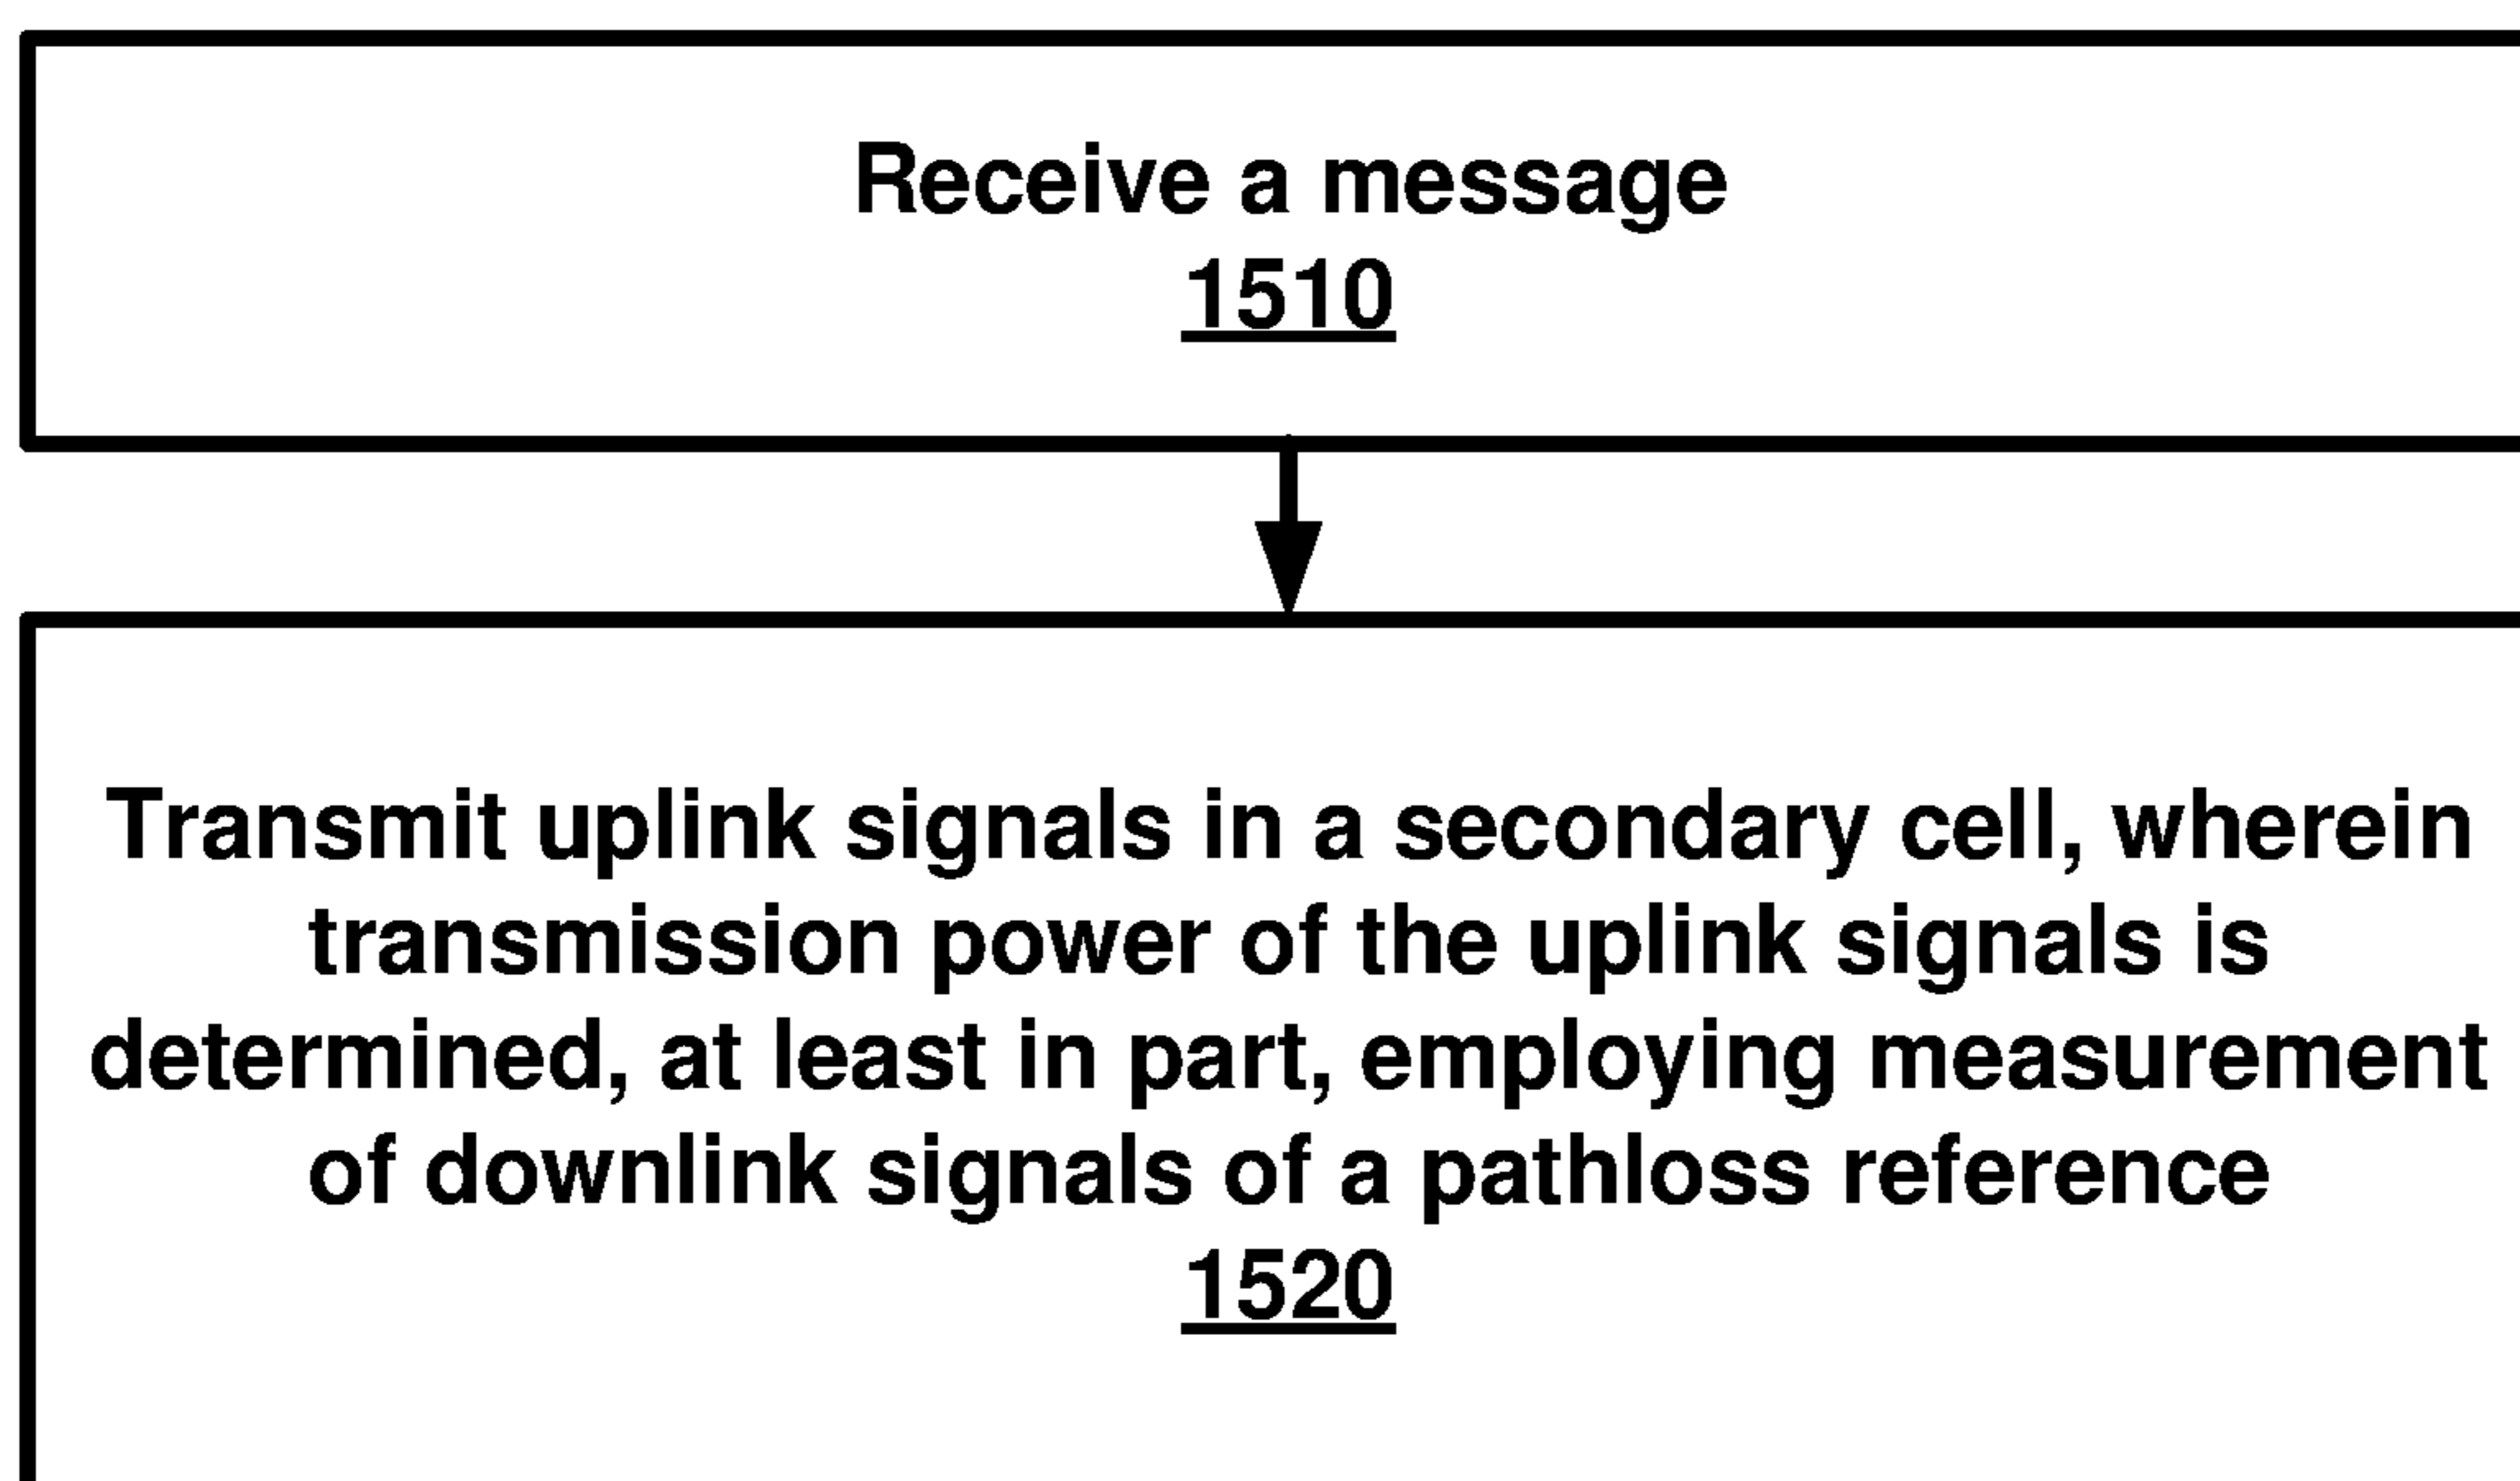 Receive a message
1510
Transmit uplink signals in a secondary cell, wherein
transmission power of the uplink signals is
determined, at least in part, employing measurement
of downlink signals of a pathloss reference
1520